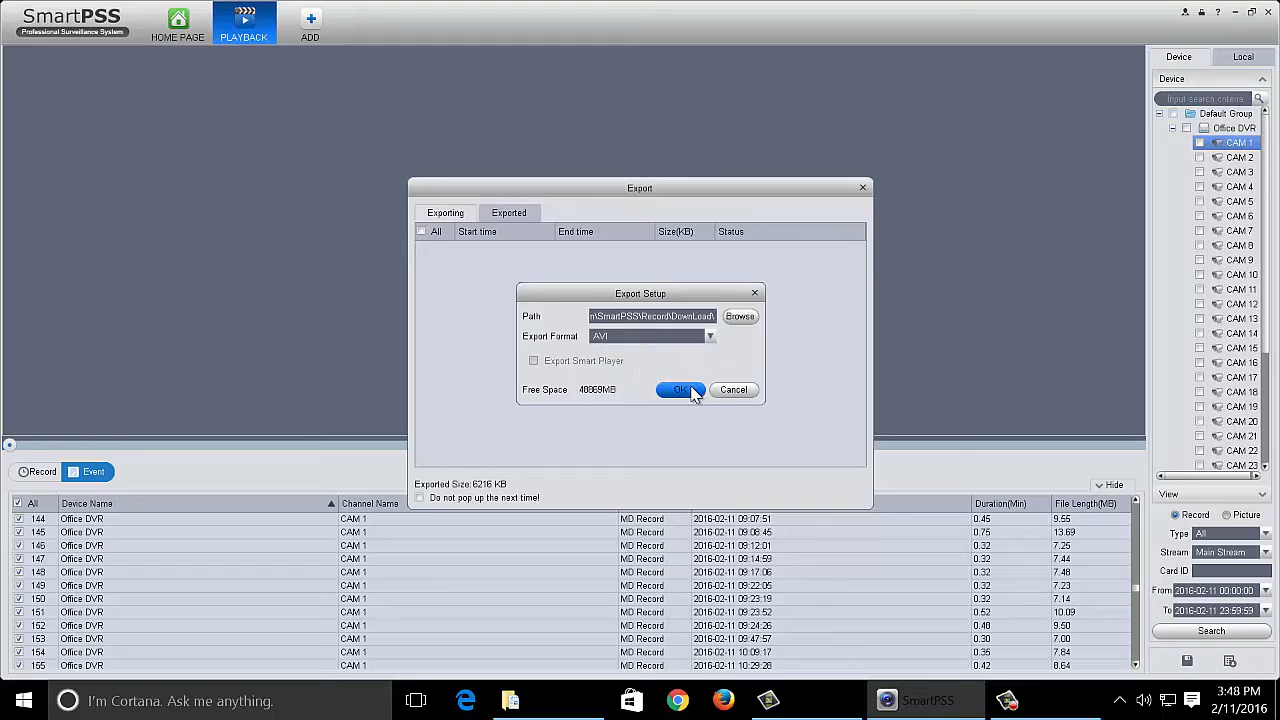 SmartPSS
Professional Surveillance System
HOME PAGE
PLAYBACK
ADD
Device Local
Device
Input search criteria
Default Group
Office DVR
CAM 1
CAM 2
CAM 3
CAM 4
CAM 5
CAM 6
CAM 7
CAM 8
CAM 9
CAM 10
CAM 11
CAM 12
CAM 13
CAM 14
CAM 15
CAM 16
CAM 17
CAM 18
CAM 19
CAM 20
CAM 21
CAM 22
CAM 23
View
Record Picture
Type All
Stream Main Stream
Card ID
From 2016-02-11 00:00:00
To 2016-02-11 23:59:59
Search
Export
Exporting Exported
All Start time End time Size(KB) Status
Export Setup
Path n\SmartPSS\Record\DownLoad\ Browse
Export Format AVI
Export Smart Player
Free Space 40869MB OK Cancel
Exported Size:6216 KB
Do not pop up the next time!
Record Event
Hide
All Device Name Channel Name Duration(Min) File Length(MB)
144 Office DVR CAM 1 MD Record 2016-02-11 09:07:51 0.45 9.55
145 Office DVR CAM 1 MD Record 2016-02-11 09:08:45 0.75 13.69
146 Office DVR CAM 1 MD Record 2016-02-11 09:12:01 0.32 7.25
147 Office DVR CAM 1 MD Record 2016-02-11 09:14:59 0.32 7.44
148 Office DVR CAM 1 MD Record 2016-02-11 09:17:06 0.32 7.48
149 Office DVR CAM 1 MD Record 2016-02-11 09:22:05 0.32 7.23
150 Office DVR CAM 1 MD Record 2016-02-11 09:23:19 0.32 7.14
151 Office DVR CAM 1 MD Record 2016-02-11 09:23:52 0.52 10.09
152 Office DVR CAM 1 MD Record 2016-02-11 09:24:26 0.48 9.50
153 Office DVR CAM 1 MD Record 2016-02-11 09:47:57 0.30 7.00
154 Office DVR CAM 1 MD Record 2016-02-11 10:09:17 0.35 7.84
155 Office DVR CAM 1 MD Record 2016-02-11 10:29:28 0.42 8.64
I'm Cortana. Ask me anything.
SmartPSS
3:48 PM
2/11/2016